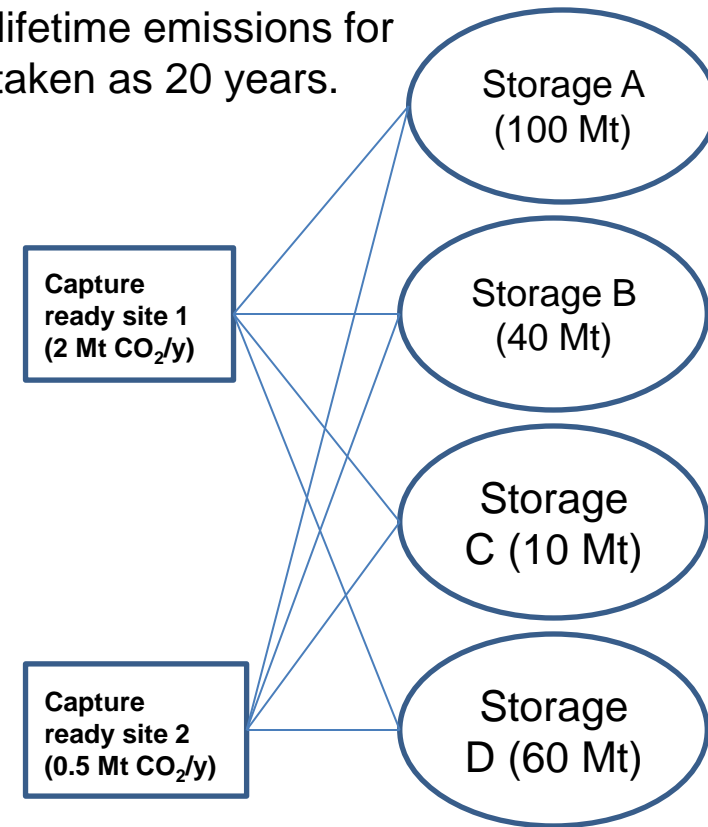 lifetime emissions for
taken as 20 years.
Storage A
(100 Mt)
Capture
ready site 1
(2 Mt CO₂/y)
Storage B
(40 Mt)
Storage
C (10 Mt)
Capture
ready site 2
(0.5 Mt CO₂/y)
Storage
D (60 Mt)